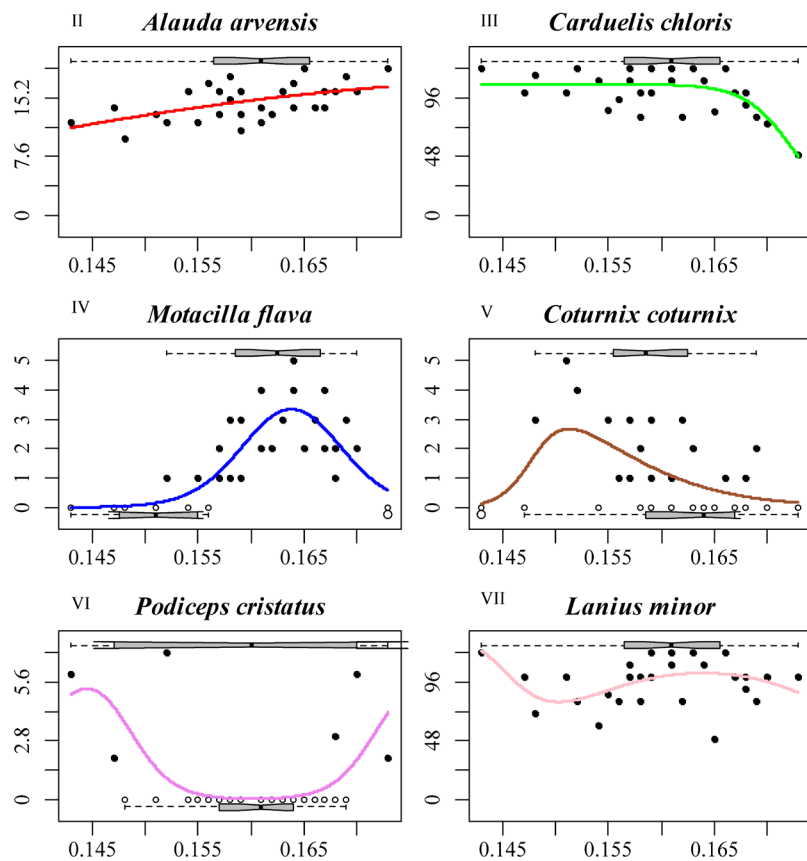 II Alauda arvensis
III Carduelis chloris
15.2
7.6
0
96
48
0
0.145 0.155 0.165
0.145 0.155 0.165
IV Motacilla flava
V Coturnix coturnix
5
4
3
2
1
0
5
4
3
2
1
0
0.145 0.155 0.165
0.145 0.155 0.165
VI Podiceps cristatus
VII Lanius minor
5.6
2.8
0
96
48
0
0.145 0.155 0.165
0.145 0.155 0.165